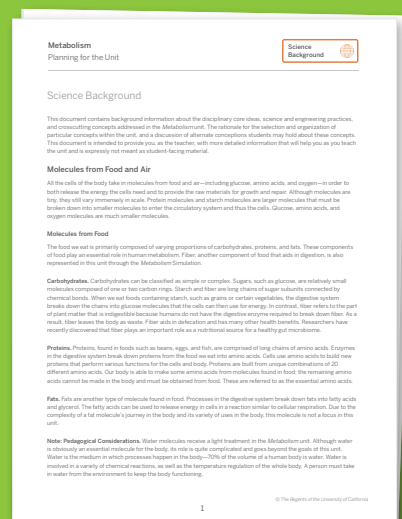 Metabolism
Planning for the Unit
Science
Background
Science Background
This document contains background information about the disciplinary core ideas, science and engineering practices,
and crosscutting concepts addressed in the Metabolism unit. The rationale for the selection and organization of
particular concepts within the unit, and a discussion of alternate conceptions students may hold about these concepts.
This document is intended to provide you, as the teacher, with more detailed information that will help you as you teach
the unit and is expressly not meant as student-facing material.
Molecules from Food and Air
All the cells of the body take in molecules from food and air—including glucose, amino acids, and oxygen—in order to
both release the energy the cells need and to provide the raw materials for growth and repair. Although molecules are
tiny, they still vary immensely in scale. Protein molecules and starch molecules are larger molecules that must be
broken down into smaller molecules to enter the circulatory system and thus the cells. Glucose, amino acids, and
oxygen molecules are much smaller molecules.
Molecules from Food
The food we eat is primarily composed of varying proportions of carbohydrates, proteins, and fats. These components
of food play an essential role in human metabolism. Fiber, another component of food that aids in digestion, is also
represented in this unit through the Metabolism Simulation.
Carbohydrates. Carbohydrates can be classified as simple or complex. Sugars, such as glucose, are relatively small
molecules composed of one or two carbon rings. Starch and fiber are long chains of sugar subunits connected by
chemical bonds. When we eat foods containing starch, such as grains or certain vegetables, the digestive system
breaks down the chains into glucose molecules that the cells can then use for energy. In contrast, fiber refers to the part
of plant matter that is indigestible because humans do not have the digestive enzyme required to break down fiber. As a
result, fiber leaves the body as waste. Fiber aids in defecation and has many other health benefits. Researchers have
recently discovered that fiber plays an important role as a nutritional source for a healthy gut microbiome.
Proteins. Proteins, found in foods such as beans, eggs, and fish, are comprised of long chains of amino acids. Enzymes
in the digestive system break down proteins from the food we eat into amino acids. Cells use amino acids to build new
proteins that perform various functions for the cells and body. Proteins are built from unique combinations of 20
different amino acids. Our body is able to make some amino acids from molecules found in food; the remaining amino
acids cannot be made in the body and must be obtained from food. These are referred to as the essential amino acids.
Fats. Fats are another type of molecule found in food. Processes in the digestive system break down fats into fatty acids
and glycerol. The fatty acids can be used to release energy in cells in a reaction similar to cellular respiration. Due to the
complexity of a fat molecule's journey in the body and its variety of uses in the body, this molecule is not a focus in this
unit.
Note: Pedagogical Considerations. Water molecules receive a light treatment in the Metabolism unit. Although water
is obviously an essential molecule for the body, its role is quite complicated and goes beyond the goals of this unit.
Water is the medium in which processes happen in the body—70% of the volume of a human body is water. Water is
involved in a variety of chemical reactions, as well as the temperature regulation of the whole body. A person must take
in water from the environment to keep the body functioning.
© The Regents of the University of California
1